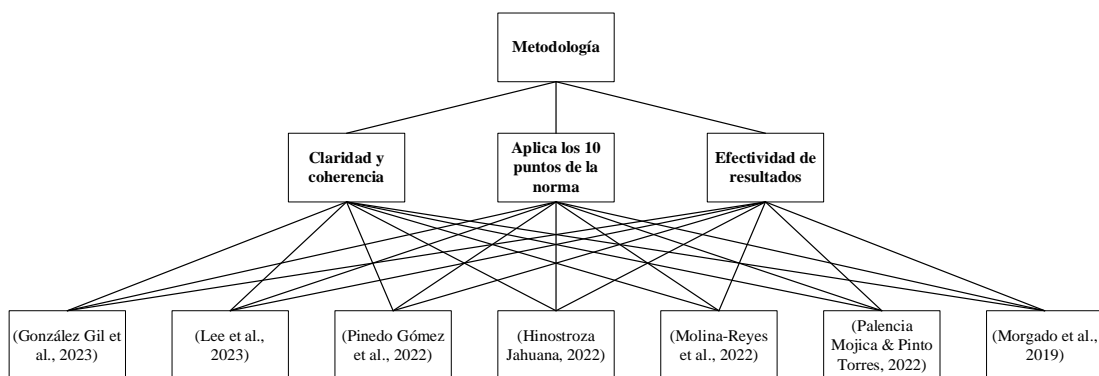 Metodología
Claridad y
coherencia
Aplica los 10
puntos de la
norma
Efectividad de
resultados
(González Gil et
al., 2023)
(Lee et al.,
2023)
(Pinedo Gómez
et al., 2022)
(Hinostroza
Jahuana, 2022)
(Molina-Reyes
et al., 2022)
(Palencia
Mojica & Pinto
Torres, 2022)
(Morgado et al.,
2019)